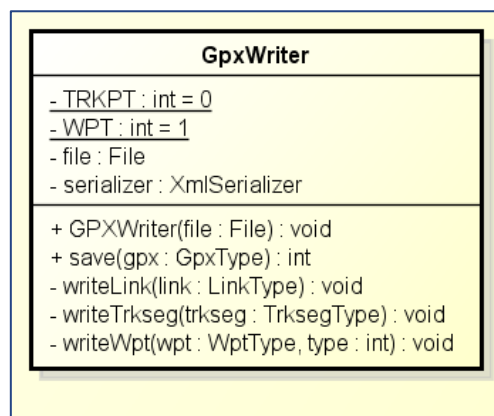 GpxWriter
- TRKPT : int = 0
- WPT : int = 1
- file : File
- serializer : XmlSerializer
+ GPXWriter(file : File) : void
+ save(gpx : GpxType) : int
- writeLink(link : LinkType) : void
- writeTrkseg(trkseg : TrksegType) : void
- writeWpt(wpt : WptType, type : int) : void